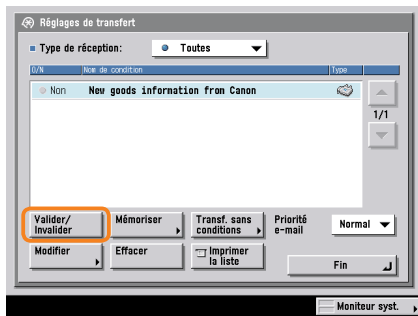 Réglages de transfert
Type de réception: Toutes
O/N Nom de condition Type
Non New goods information from Canon
1/1
Valider/
Invalider
Mémoriser
Transf. sans
conditions
Priorité
e-mail
Normal
Modifier
Effacer
Imprimer
la liste
Fin
Moniteur syst.